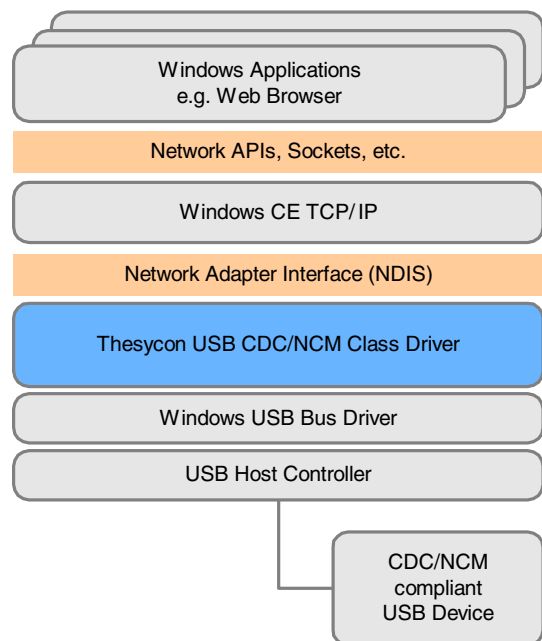 Windows Applications
e.g. Web Browser
Network APIs, Sockets, etc.
Windows CE TCP/IP
Network Adapter Interface (NDIS)
Thesycon USB CDC/NCM Class Driver
Windows USB Bus Driver
USB Host Controller
CDC/NCM
compliant
USB Device